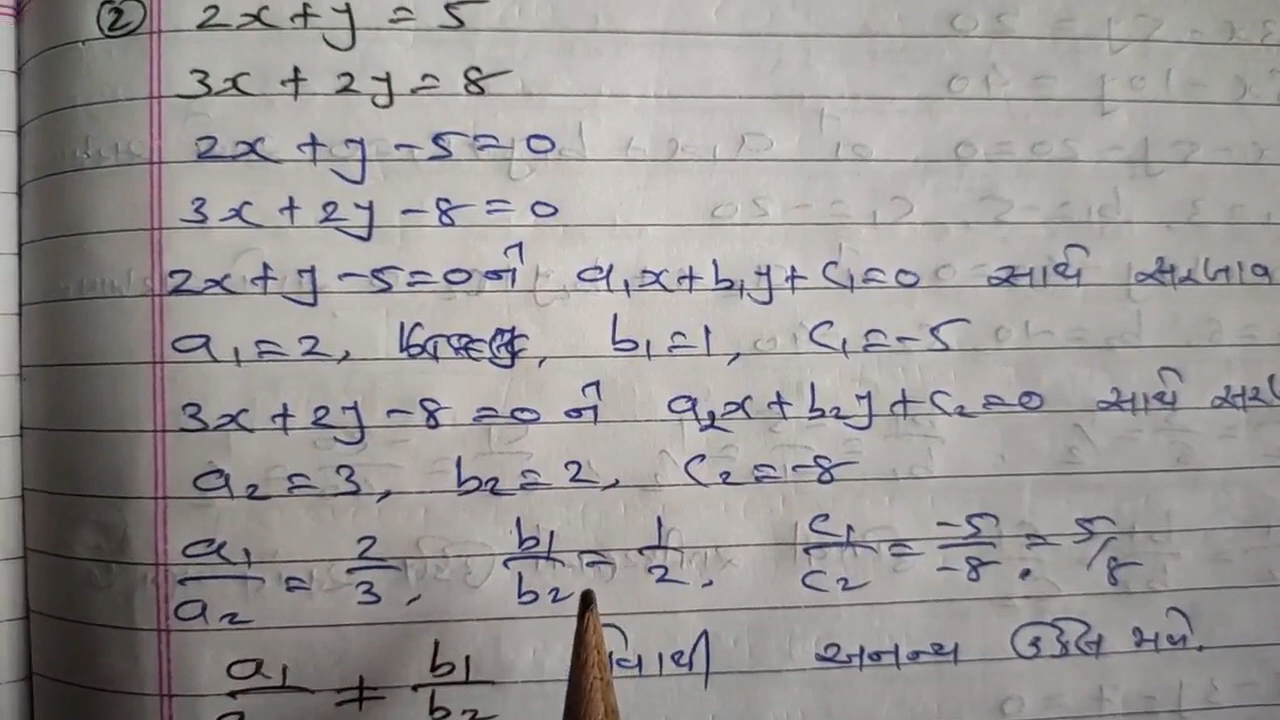 ② 2x + y = 5
3x + 2y = 8
2x + y - 5 = 0
3x + 2y - 8 = 0
2x + y - 5 = 0 ને a₁x + b₁y + c₁ = 0 સાથે સરખાવ
a₁ = 2, b₁ = 1, c₁ = -5
3x + 2y - 8 = 0 ને a₂x + b₂y + c₂ = 0 સાથે સર
a₂ = 3, b₂ = 2, c₂ = -8
a₁/a₂ = 2/3, b₁/b₂ = 1/2, c₁/c₂ = -5/-8 = 5/8
a₁/a ≠ b₁/b₂ અનન્ય ઉકેલ મળે.